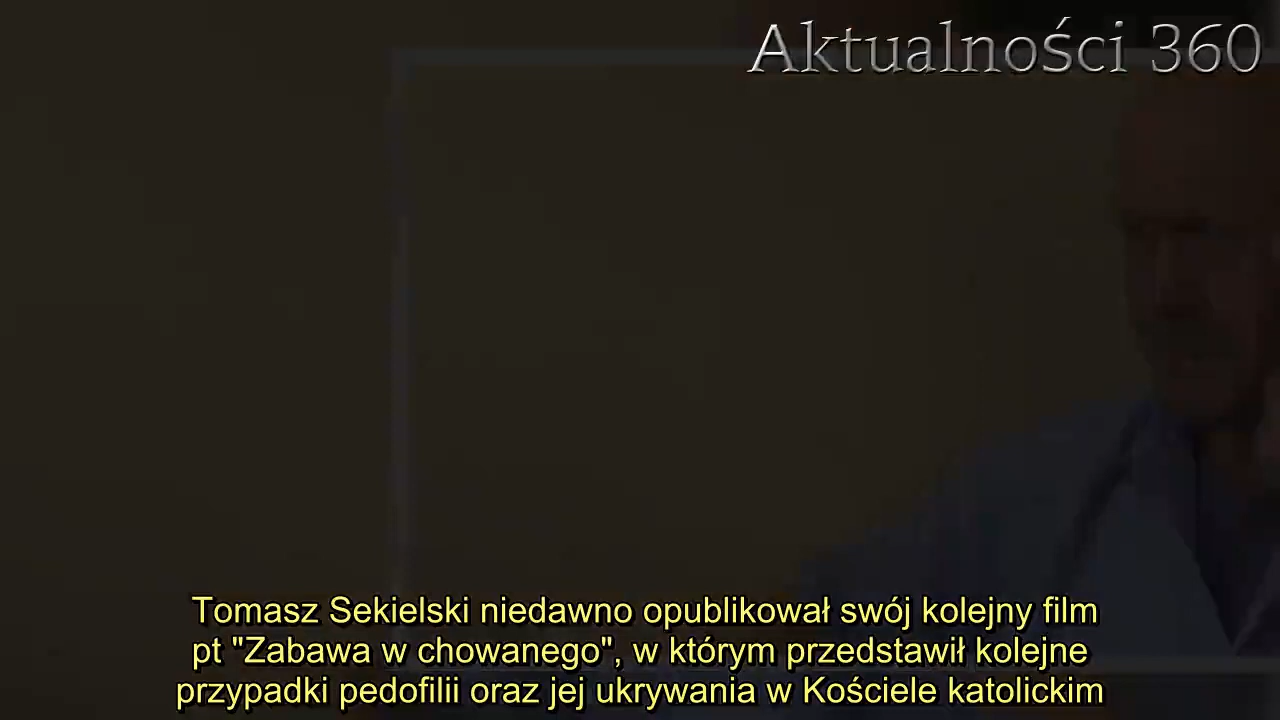 Aktualności 360
Tomasz Sekielski niedawno opublikował swój kolejny film
pt "Zabawa w chowanego", w którym przedstawił kolejne
przypadki pedofilii oraz jej ukrywania w Kościele katolickim